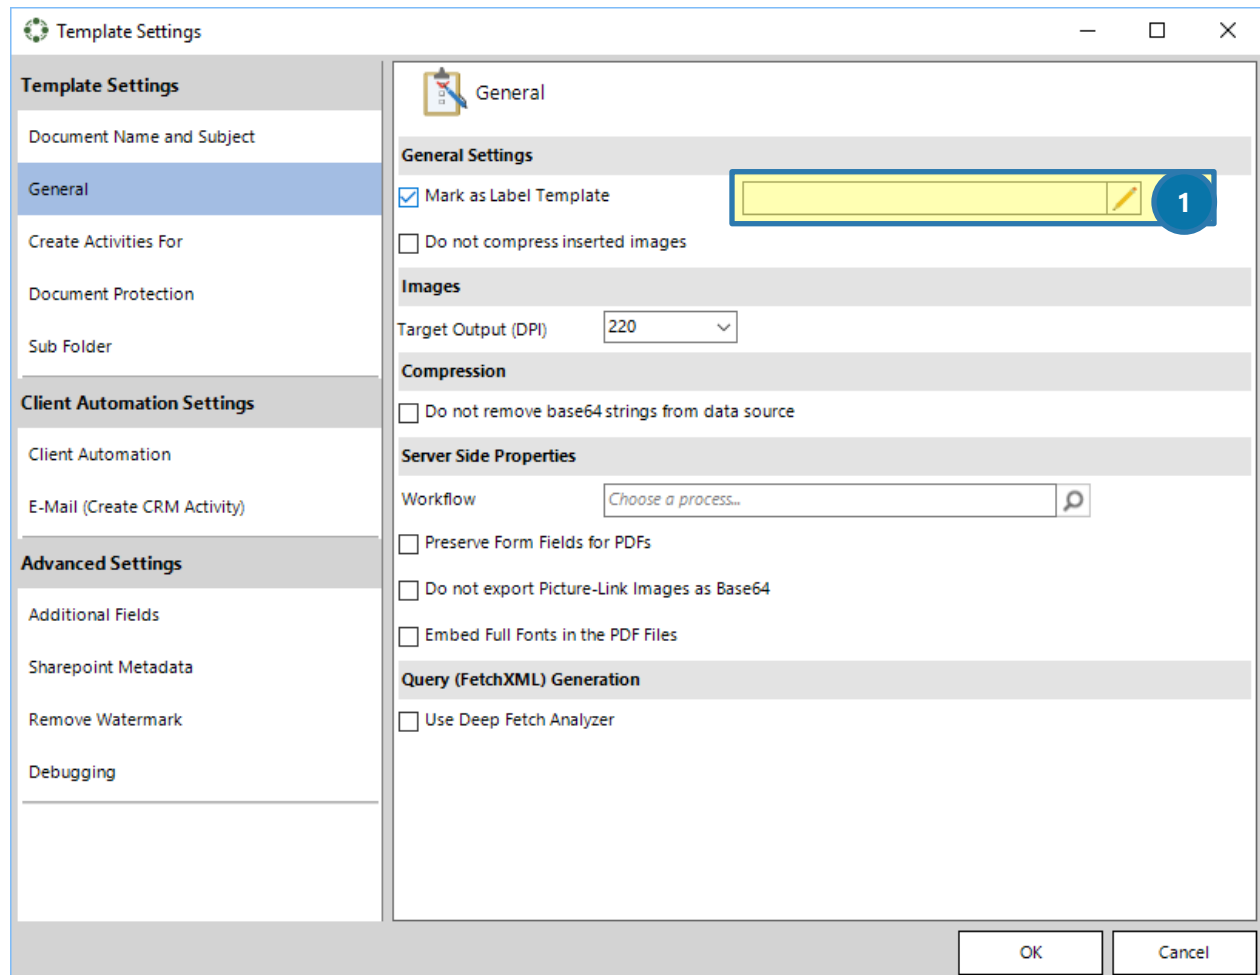 Template Settings
Template Settings
Document Name and Subject
General
Create Activities For
Document Protection
Sub Folder
Client Automation Settings
Client Automation
E-Mail (Create CRM Activity)
Advanced Settings
Additional Fields
Sharepoint Metadata
Remove Watermark
Debugging
General
General Settings
Mark as Label Template
1
Do not compress inserted images
Images
Target Output (DPI) 220
Compression
Do not remove base64 strings from data source
Server Side Properties
Workflow Choose a process...
Preserve Form Fields for PDFs
Do not export Picture-Link Images as Base64
Embed Full Fonts in the PDF Files
Query (FetchXML) Generation
Use Deep Fetch Analyzer
OK Cancel